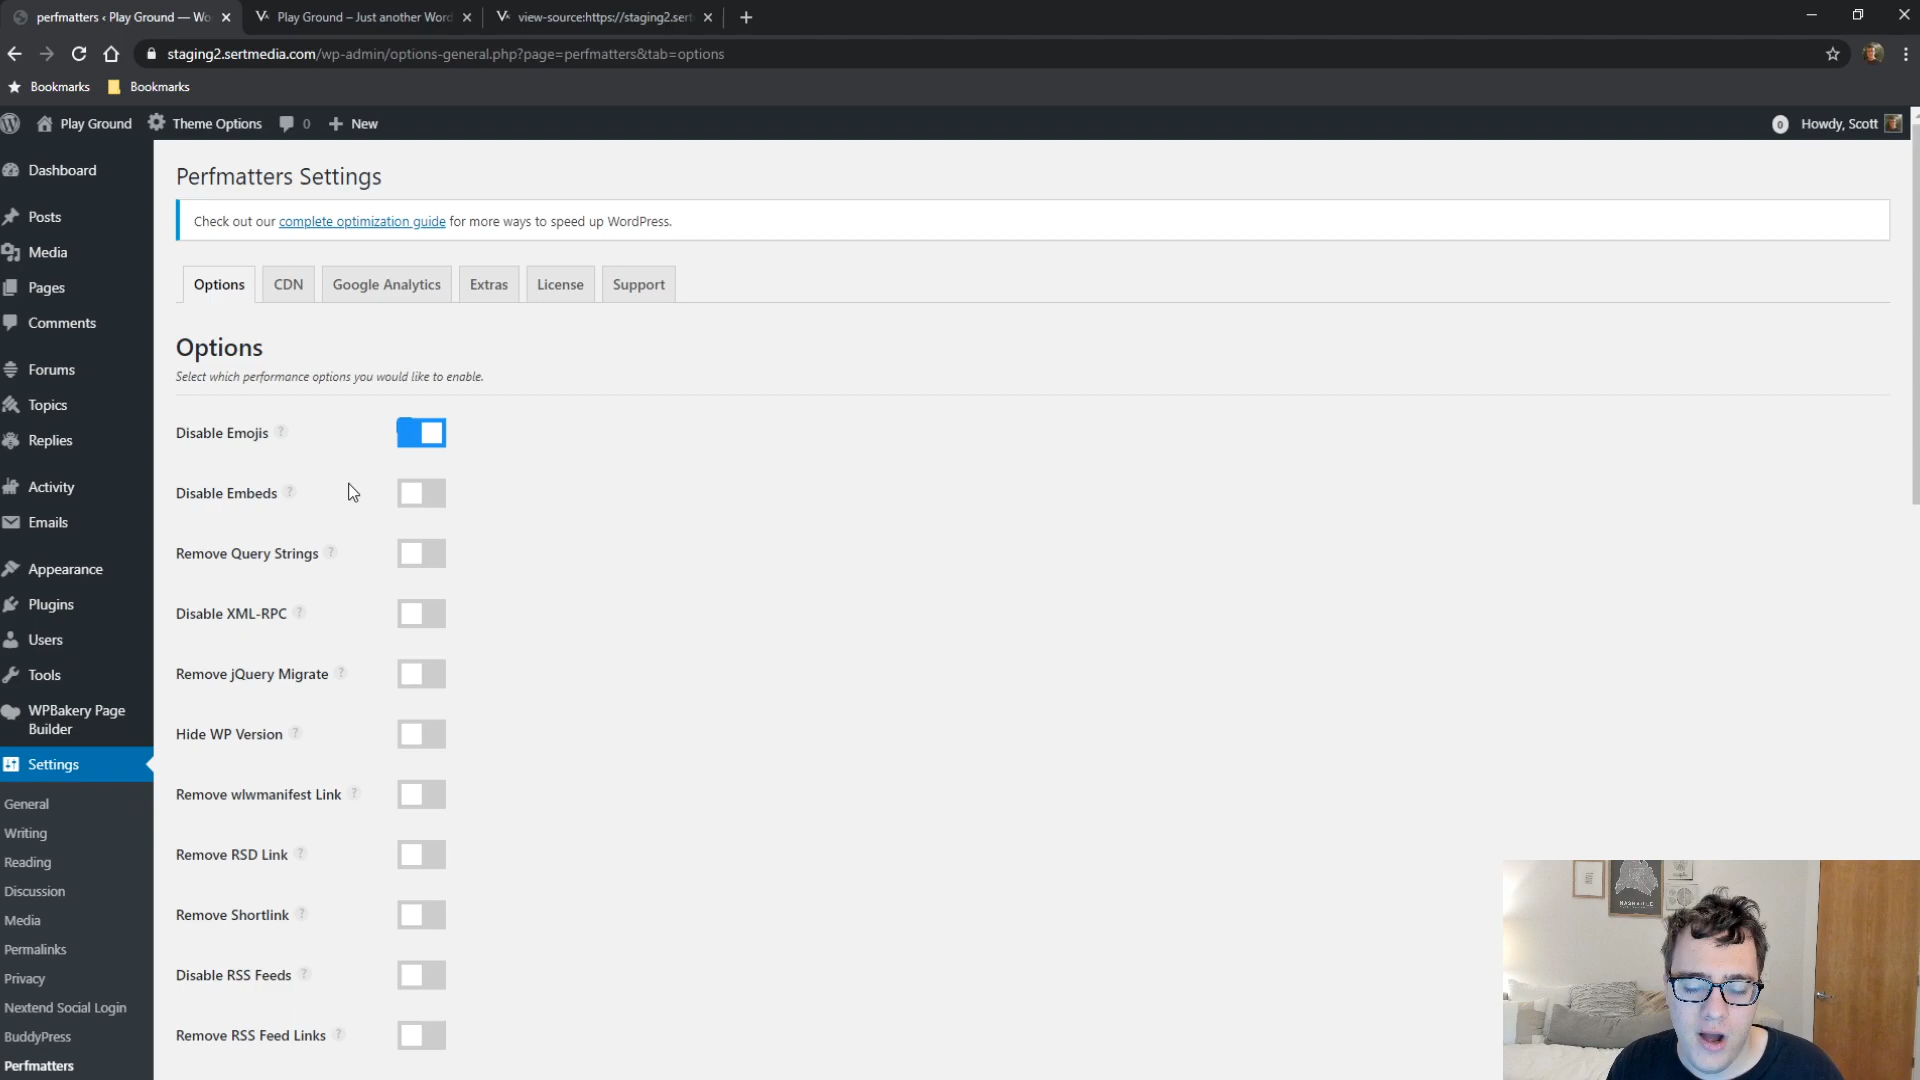 perfmatters ‹ Play Ground — Wo
Play Ground – Just another Word
view-source:https://staging2.sert
staging2.sertmedia.com/wp-admin/options-general.php?page=perfmatters&tab=options
Bookmarks
Bookmarks
Play Ground
Theme Options
0
New
0
Howdy, Scott
Dashboard
Posts
Media
Pages
Comments
Forums
Topics
Replies
Activity
Emails
Appearance
Plugins
Users
Tools
WPBakery Page
Builder
Settings
General
Writing
Reading
Discussion
Media
Permalinks
Privacy
Nextend Social Login
BuddyPress
Perfmatters
Perfmatters Settings
Check out our complete optimization guide for more ways to speed up WordPress.
Options
CDN
Google Analytics
Extras
License
Support
Options
Select which performance options you would like to enable.
Disable Emojis ?
Disable Embeds ?
Remove Query Strings ?
Disable XML-RPC ?
Remove jQuery Migrate ?
Hide WP Version ?
Remove wlwmanifest Link ?
Remove RSD Link ?
Remove Shortlink ?
Disable RSS Feeds ?
Remove RSS Feed Links ?
NASHVILLE